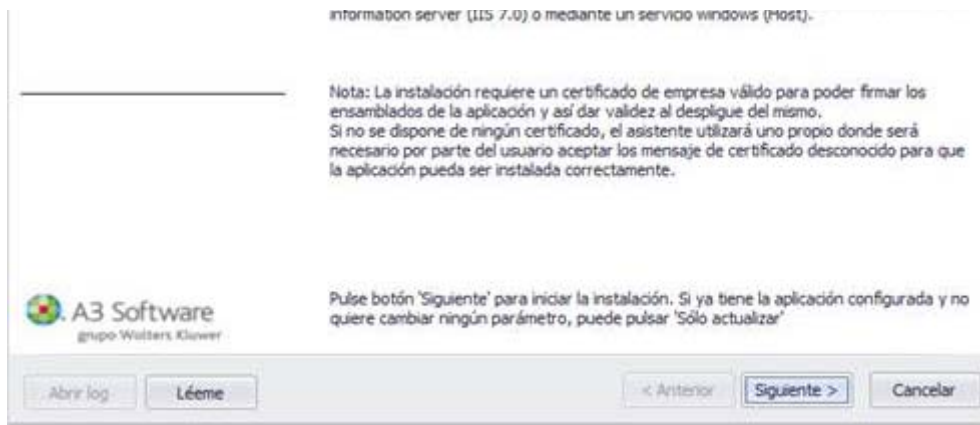 information server (IIS 7.0) o mediante un servicio windows (Host).
Nota: La instalación requiere un certificado de empresa válido para poder firmar los
ensamblados de la aplicación y así dar validez al despligue del mismo.
Si no se dispone de ningún certificado, el asistente utilizará uno propio donde será
necesario por parte del usuario aceptar los mensaje de certificado desconocido para que
la aplicación pueda ser instalada correctamente.
A3 Software
grupo Wolters Kluwer
Pulse botón 'Siguiente' para iniciar la instalación. Si ya tiene la aplicación configurada y no
quiere cambiar ningún parámetro, puede pulsar 'Sólo actualizar'
Abrir log
Léeme
< Anterior
Siguiente >
Cancelar